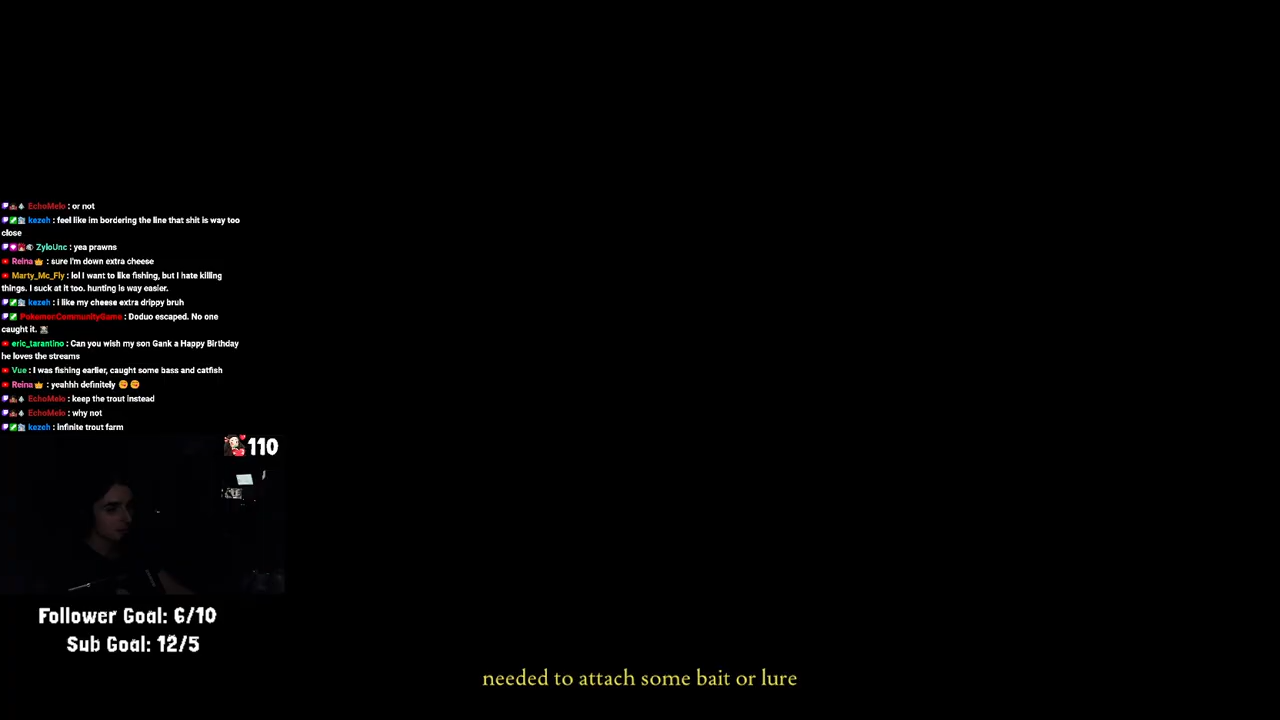 EchoMelo : or not
kezeh : feel like im bordering the line that shit is way too
close
ZyloUnc : yea prawns
Reina : sure I'm down extra cheese
Marty_Mc_Fly : lol I want to like fishing, but I hate killing
things. I suck at it too. hunting is way easier.
kezeh : i like my cheese extra drippy bruh
PokemonCommunityGame : Doduo escaped. No one
caught it.
eric_tarantino : Can you wish my son Gank a Happy Birthday
he loves the streams
Vue : I was fishing earlier, caught some bass and catfish
Reina : yeahhh definitely
EchoMelo : keep the trout instead
EchoMelo : why not
kezeh : infinite trout farm
110
Follower Goal: 6/10
Sub Goal: 12/5
needed to attach some bait or lure